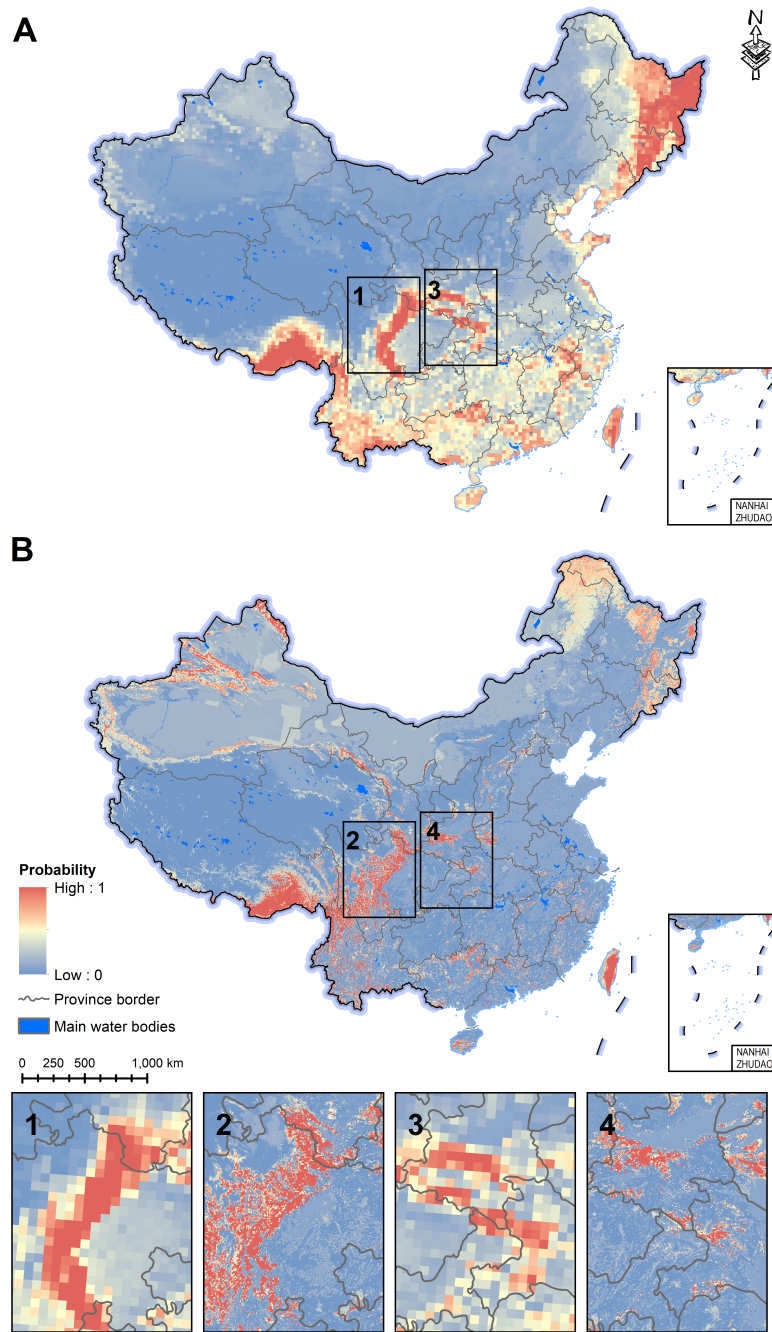 A
N
1
3
NANHAI
ZHUDAO
B
2
4
Probability
High : 1
Low : 0
Province border
Main water bodies
0 250 500 1,000 km
NANHAI
ZHUDAO
1
2
3
4